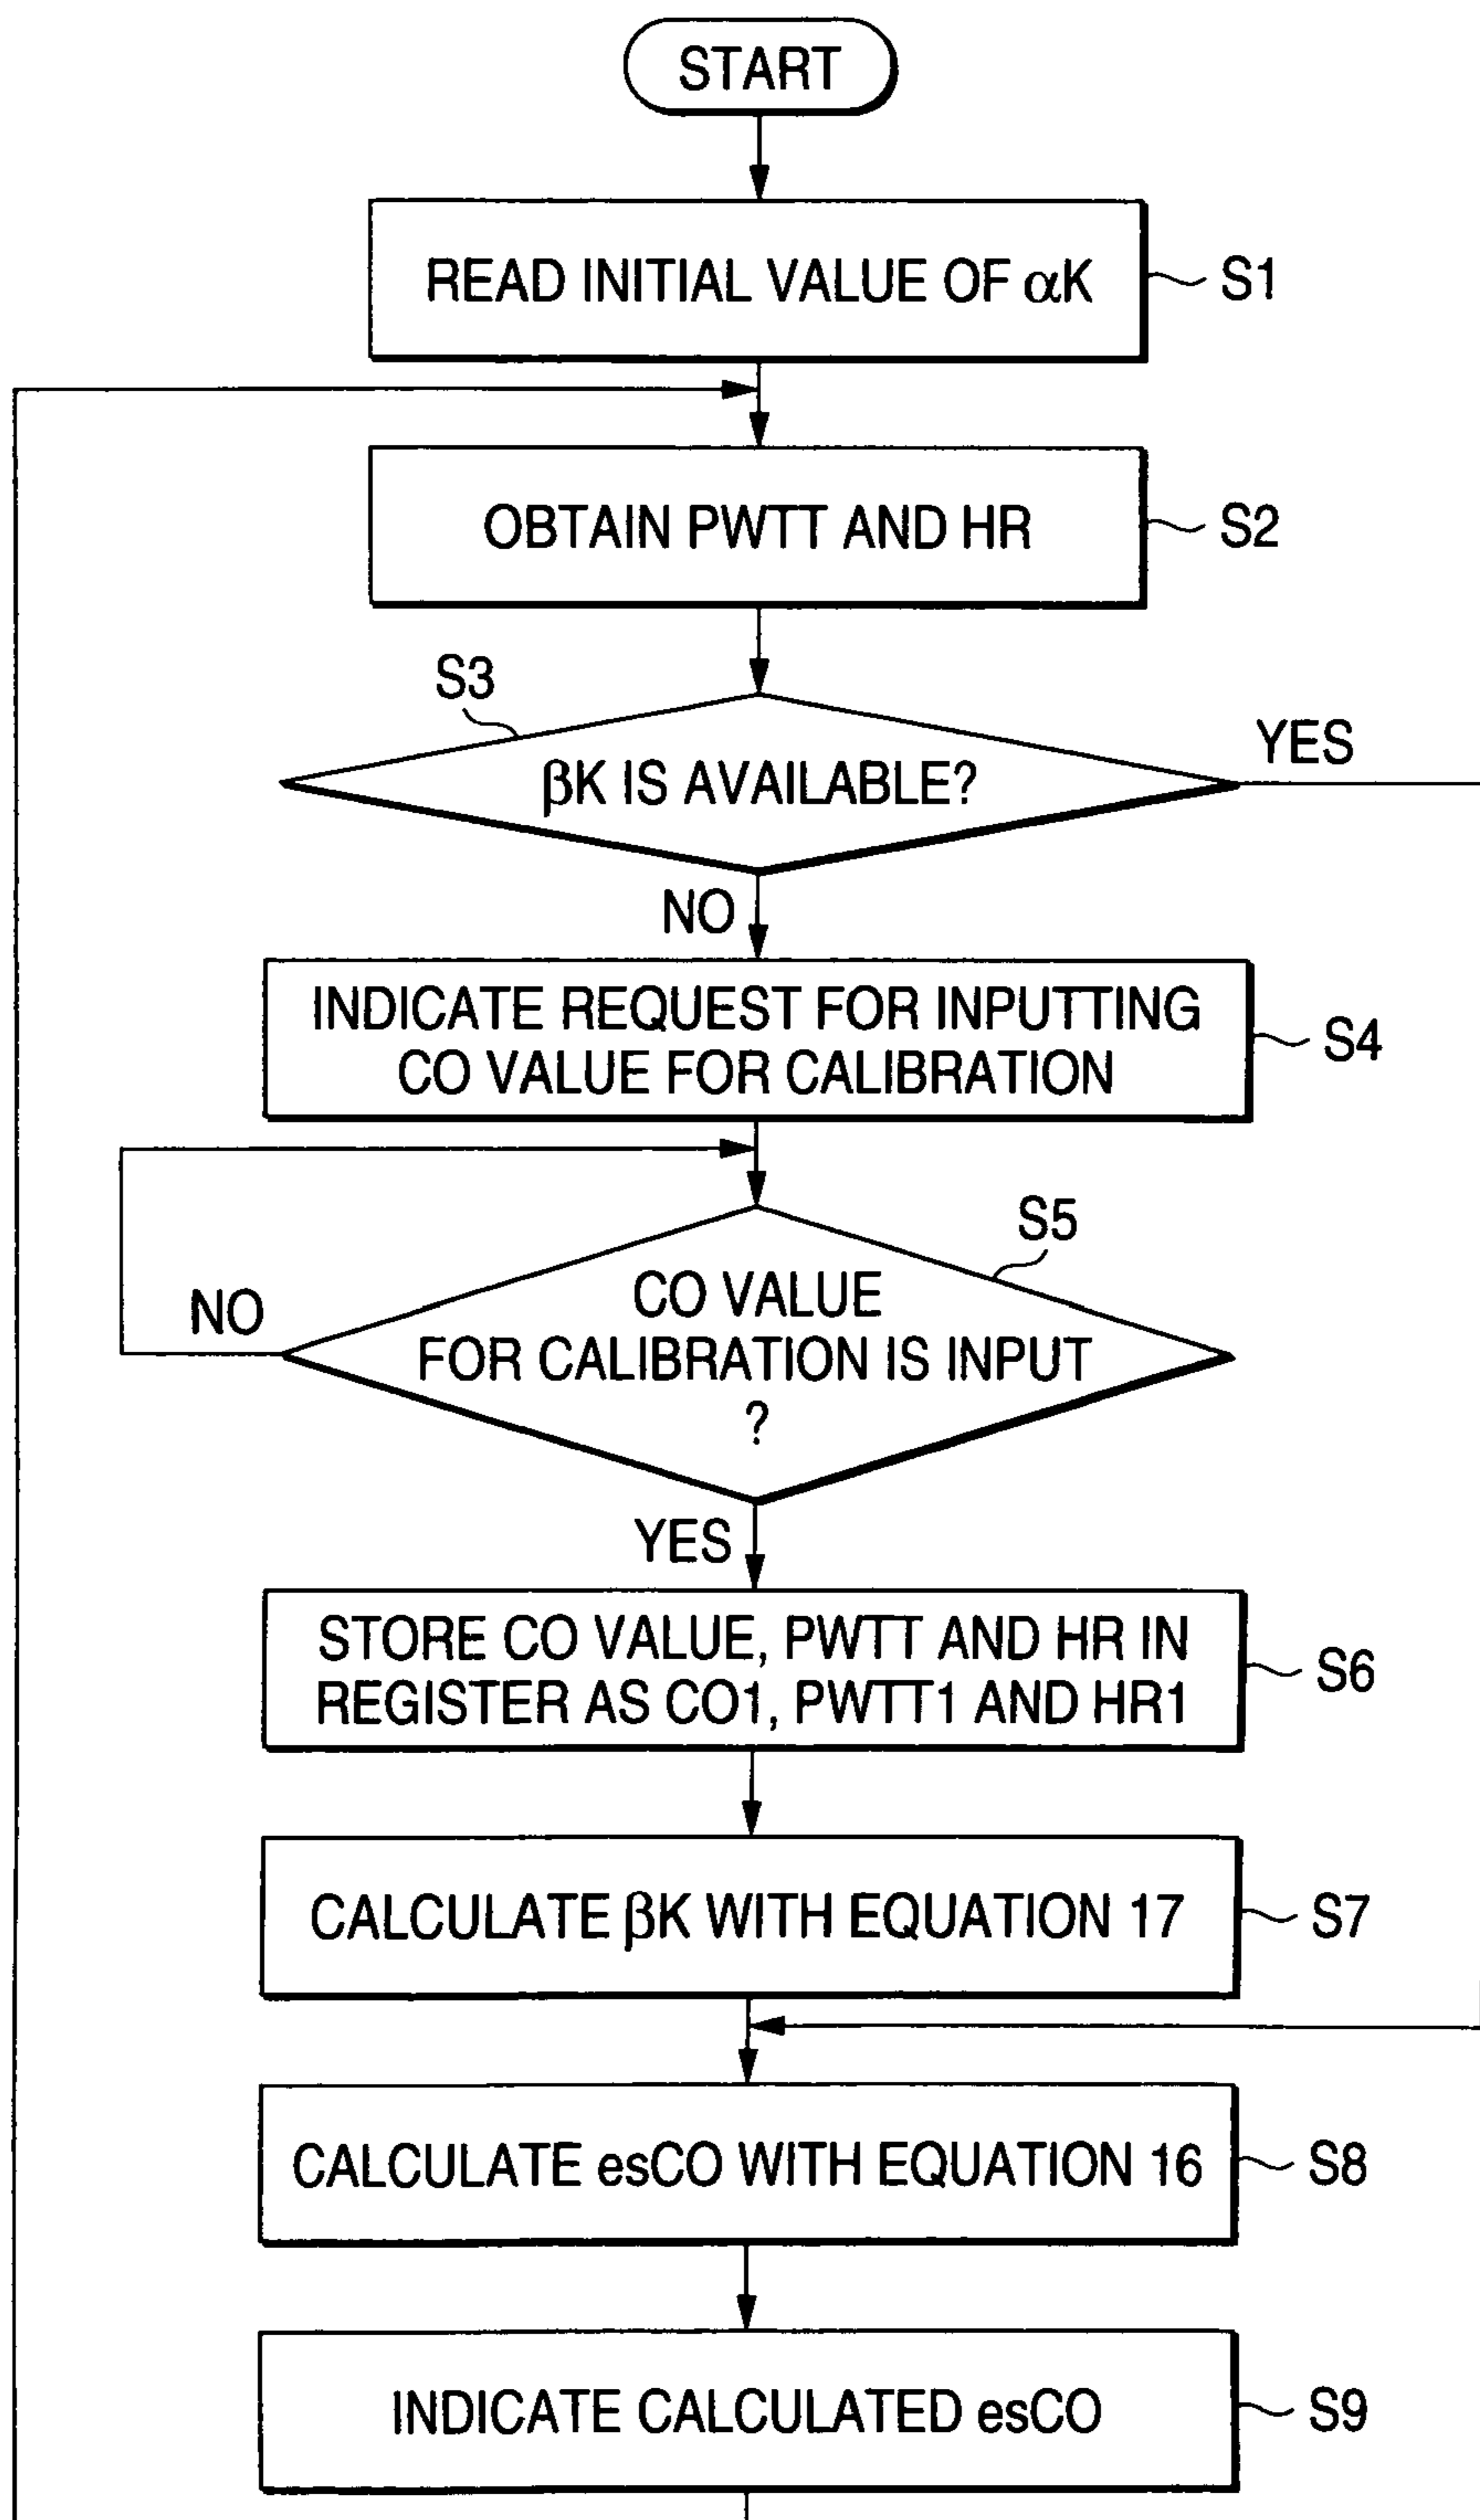 START
READ INITIAL VALUE OF αK
S1
OBTAIN PWTT AND HR
S2
S3
βK IS AVAILABLE?
YES
NO
INDICATE REQUEST FOR INPUTTING
CO VALUE FOR CALIBRATION
S4
S5
CO VALUE
FOR CALIBRATION IS INPUT
?
NO
YES
STORE CO VALUE, PWTT AND HR IN
REGISTER AS CO1, PWTT1 AND HR1
S6
CALCULATE βK WITH EQUATION 17
S7
CALCULATE esCO WITH EQUATION 16
S8
INDICATE CALCULATED esCO
S9